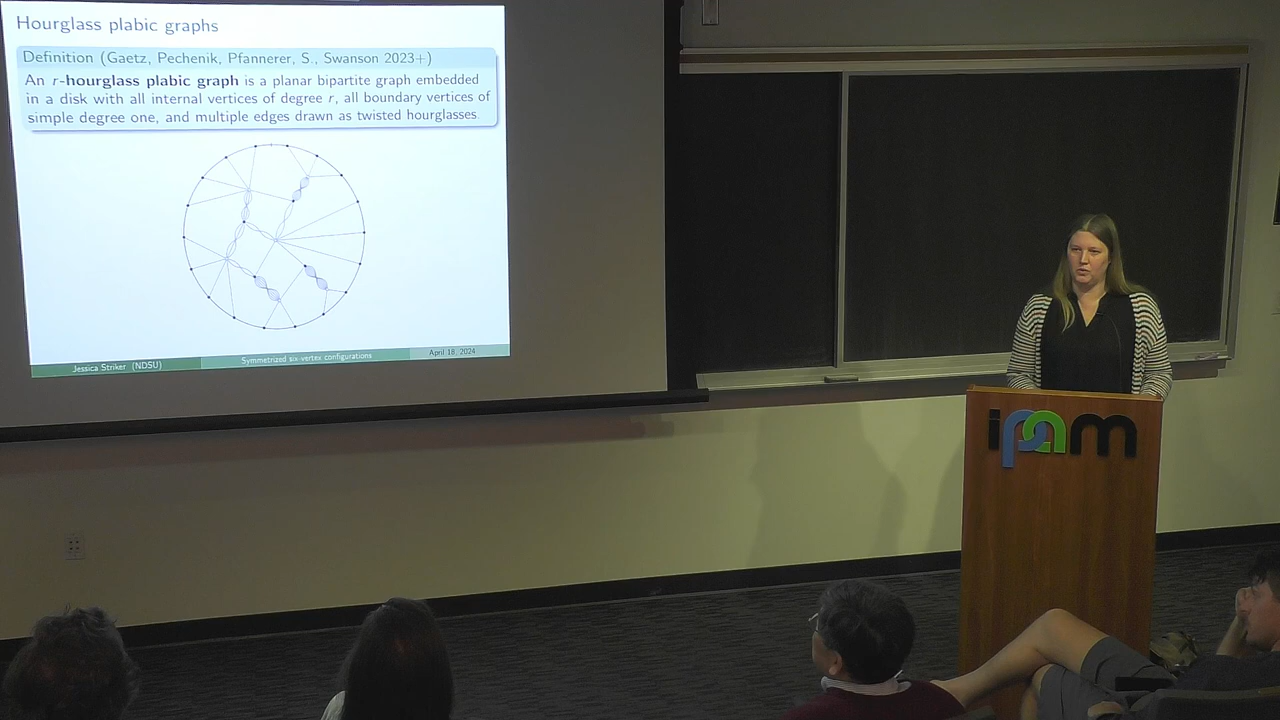 Hourglass plabic graphs
Definition (Gaetz, Pechenik, Pfannerer, S., Swanson 2023+)
An r-hourglass plabic graph is a planar bipartite graph embedded
in a disk with all internal vertices of degree r, all boundary vertices of
simple degree one, and multiple edges drawn as twisted hourglasses.
Jessica Striker (NDSU)
Symmetrized six-vertex configurations
April 18, 2024
ipam